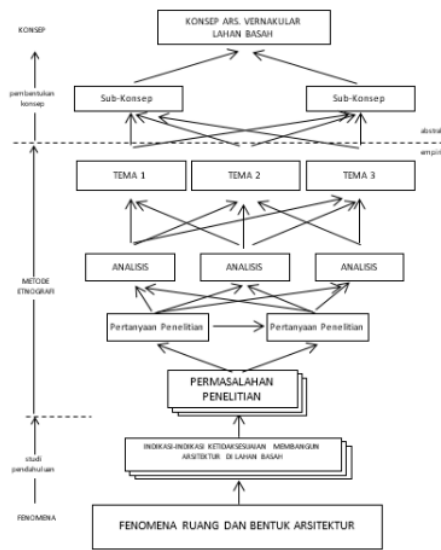 KONSEP
KONSEP ARS. VERNAKULAR
LAHAN BASAH
pembentukan
konsep
Sub-Konsep
Sub-Konsep
abstrak
empiri
TEMA 1
TEMA 2
TEMA 3
ANALISIS
ANALISIS
ANALISIS
METODE
ETNOGRAFI
Pertanyaan Penelitian
Pertanyaan Penelitian
PERMASALAHAN
PENELITIAN
INDIKASI-INDIKASI KETIDAKSESUAIAN MEMBANGUN
ARSITEKTUR DI LAHAN BASAH
studi
pendahuluan
FENOMENA
FENOMENA RUANG DAN BENTUK ARSITEKTUR